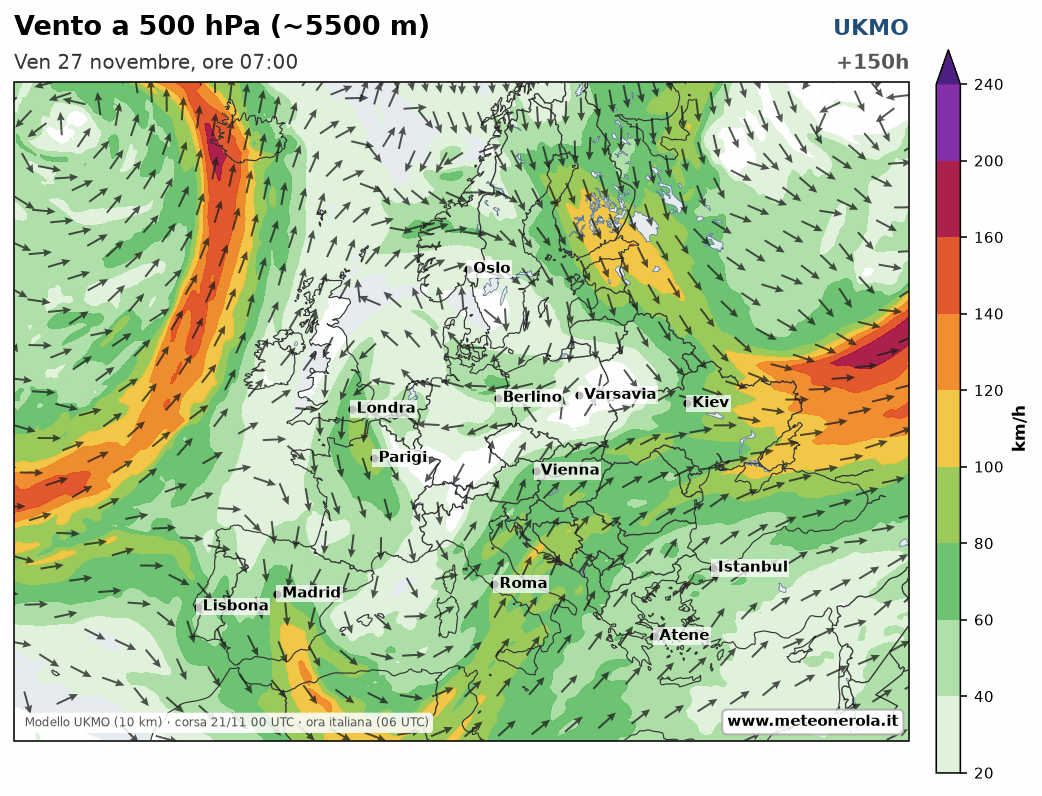 Vento a 500 hPa (~5500 m)
UKMO
Ven 27 novembre, ore 07:00
+150h
240
200
160
140
120
100
80
60
40
20
km/h
Oslo
Berlino
Varsavia
Kiev
Londra
Parigi
Vienna
Istanbul
Roma
Madrid
Lisbona
Atene
Modello UKMO (10 km) · corsa 21/11 00 UTC · ora italiana (06 UTC)
www.meteonerola.it